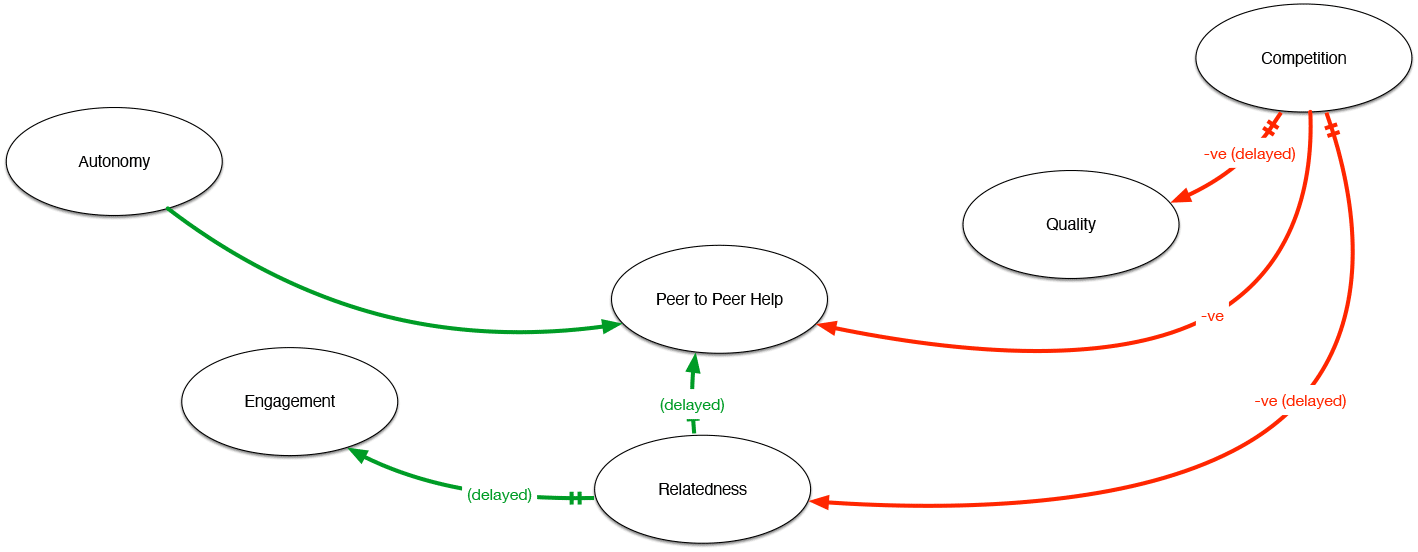 Competition
Autonomy
-ve (delayed)
Quality
Peer to Peer Help
-ve
Engagement
(delayed)
-ve (delayed)
(delayed)
Relatedness